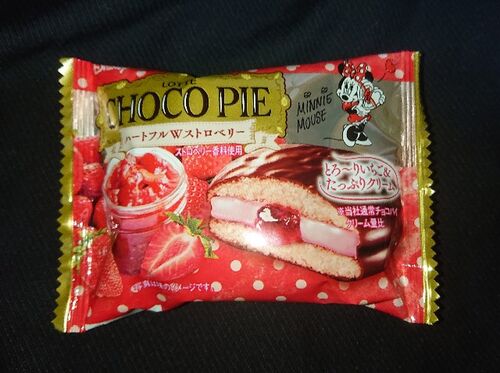 LOTTE
CHOCO PIE
ハートフルWストロベリー
ストロベリー香料使用
MINNIE
MOUSE
とろ〜りいちご&
たっぷりクリーム
※当社通常チョコパイ
クリーム量比
写真はイメージです